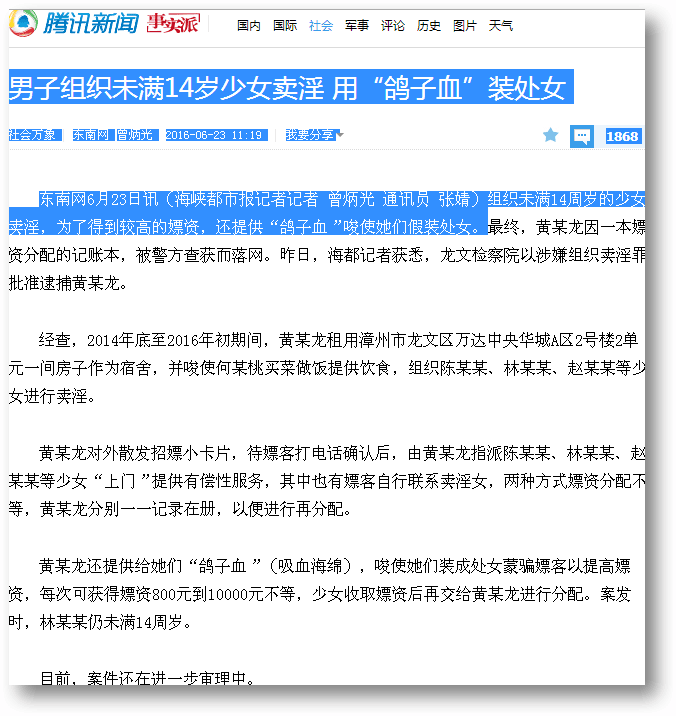 腾讯新闻 事实派 国内 国际 社会 军事 评论 历史 图片 天气
男子组织未满14岁少女卖淫 用“鸽子血”装处女
社会万象 东南网 曾炳光 2016-06-23 11:19 我要分享 1868
东南网6月23日讯（海峡都市报记者记者 曾炳光 通讯员 张婧）组织未满14周岁的少女
卖淫，为了得到较高的嫖资，还提供“鸽子血 ”唆使她们假装处女。最终，黄某龙因一本嫖
资分配的记账本，被警方查获而落网。昨日，海都记者获悉，龙文检察院以涉嫌组织卖淫罪
批准逮捕黄某龙。
经查，2014年底至2016年初期间，黄某龙租用漳州市龙文区万达中央华城A区2号楼2单
元一间房子作为宿舍，并唆使何某桃买菜做饭提供饮食，组织陈某某、林某某、赵某某等少
女进行卖淫。
黄某龙对外散发招嫖小卡片，待嫖客打电话确认后，由黄某龙指派陈某某、林某某、赵
某某等少女“上门 ”提供有偿性服务，其中也有嫖客自行联系卖淫女，两种方式嫖资分配不
等，黄某龙分别一一记录在册，以便进行再分配。
黄某龙还提供给她们“鸽子血 ”（吸血海绵），唆使她们装成处女蒙骗嫖客以提高嫖
资，每次可获得嫖资800元到10000元不等，少女收取嫖资后再交给黄某龙进行分配。案发
时，林某某仍未满14周岁。
目前，案件还在进一步审理中。